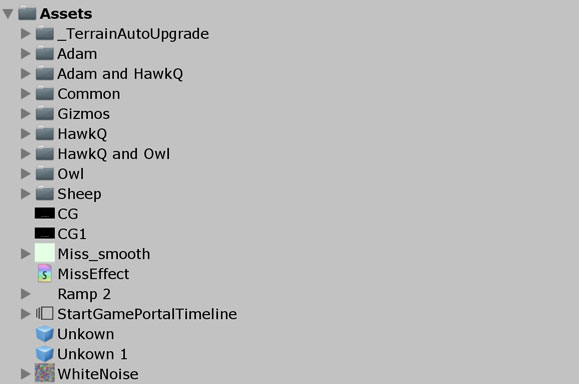 Assets
_TerrainAutoUpgrade
Adam
Adam and HawkQ
Common
Gizmos
HawkQ
HawkQ and Owl
Owl
Sheep
CG
CG1
Miss_smooth
MissEffect
Ramp 2
StartGamePortalTimeline
Unkown
Unkown 1
WhiteNoise